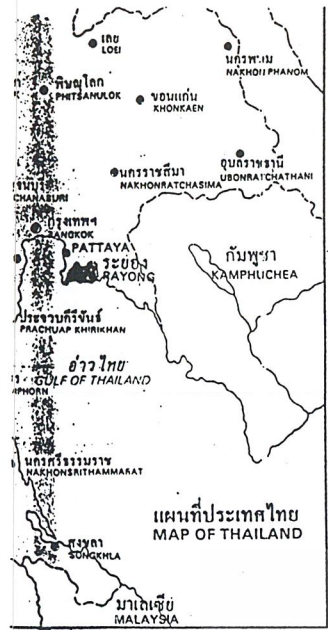 เลย
LOEI
นครพนม
NAKHON PHANOM
พิษณุโลก
PHITSANULOK
ขอนแก่น
KHONKAEN
นครราชสีมา
NAKHONRATCHASIMA
อุบลราชธานี
UBONRATCHATHANI
จนบุรี
CHANABURI
กรุงเทพฯ
BANGKOK
PATTAYA
ระยอง
RAYONG
กัมพูชา
KAMPHUCHEA
ประจวบคีรีขันธ์
PRACHUAP KHIRIKHAN
อ่าวไทย
GULF OF THAILAND
นครศรีธรรมราช
NAKHONSRITHAMMARAT
แผนที่ประเทศไทย
MAP OF THAILAND
สงขลา
SONGKHLA
มาเลเซีย
MALAYSIA